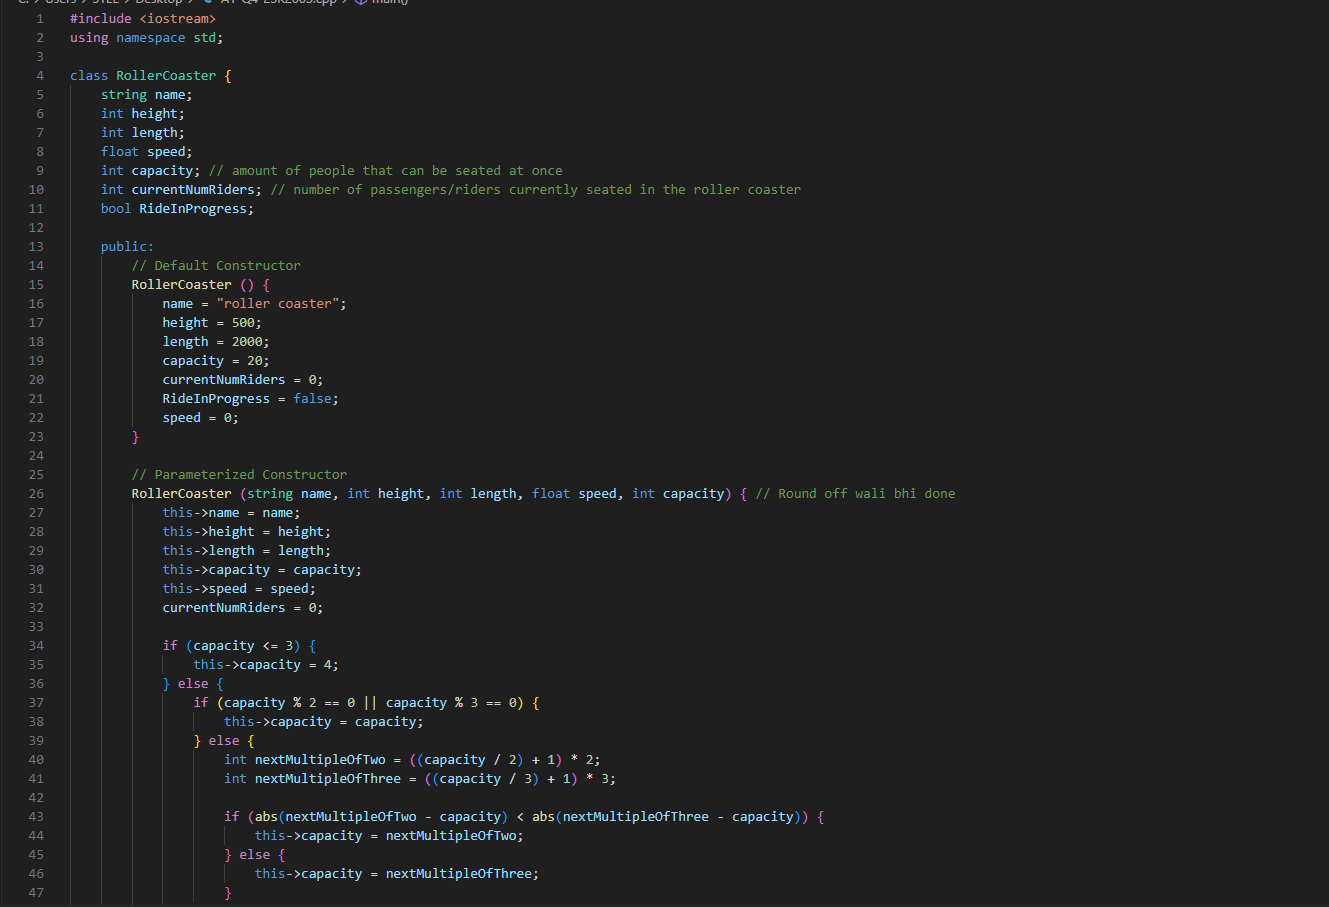 C: > Users > STEE > Desktop > A1-Q4-23K2005.cpp > main()
1 #include <iostream>
2 using namespace std;
3
4 class RollerCoaster {
5 string name;
6 int height;
7 int length;
8 float speed;
9 int capacity; // amount of people that can be seated at once
10 int currentNumRiders; // number of passengers/riders currently seated in the roller coaster
11 bool RideInProgress;
12
13 public:
14 // Default Constructor
15 RollerCoaster () {
16 name = "roller coaster";
17 height = 500;
18 length = 2000;
19 capacity = 20;
20 currentNumRiders = 0;
21 RideInProgress = false;
22 speed = 0;
23 }
24
25 // Parameterized Constructor
26 RollerCoaster (string name, int height, int length, float speed, int capacity) { // Round off wali bhi done
27 this->name = name;
28 this->height = height;
29 this->length = length;
30 this->capacity = capacity;
31 this->speed = speed;
32 currentNumRiders = 0;
33
34 if (capacity <= 3) {
35 this->capacity = 4;
36 } else {
37 if (capacity % 2 == 0 || capacity % 3 == 0) {
38 this->capacity = capacity;
39 } else {
40 int nextMultipleOfTwo = ((capacity / 2) + 1) * 2;
41 int nextMultipleOfThree = ((capacity / 3) + 1) * 3;
42
43 if (abs(nextMultipleOfTwo - capacity) < abs(nextMultipleOfThree - capacity)) {
44 this->capacity = nextMultipleOfTwo;
45 } else {
46 this->capacity = nextMultipleOfThree;
47 }